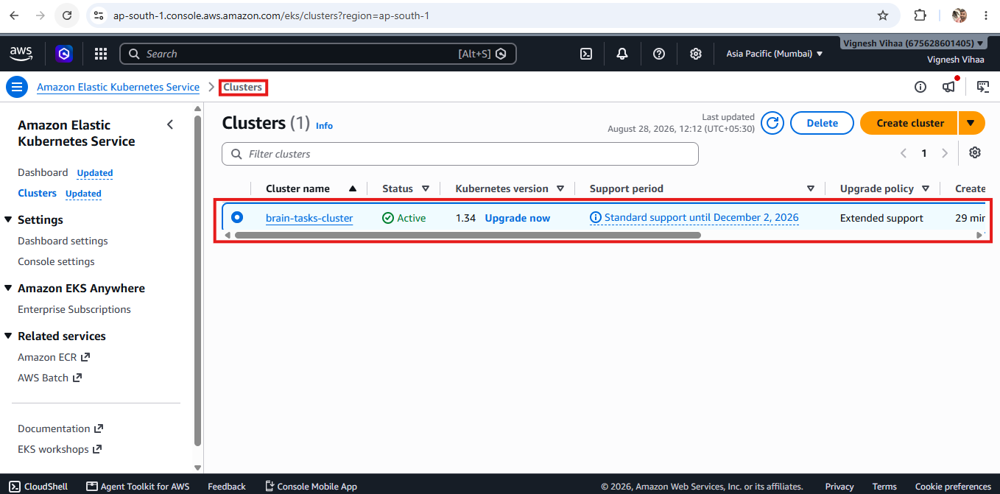 ap-south-1.console.aws.amazon.com/eks/clusters?region=ap-south-1
aws
Search
[Alt+S]
Asia Pacific (Mumbai)
Vignesh Vihaa (675628601405)
Vignesh Vihaa
Amazon Elastic Kubernetes Service
Clusters
Amazon Elastic
Kubernetes Service
Dashboard Updated
Clusters Updated
Settings
Dashboard settings
Console settings
Amazon EKS Anywhere
Enterprise Subscriptions
Related services
Amazon ECR
AWS Batch
Documentation
EKS workshops
Clusters (1) Info
Last updated
August 28, 2026, 12:12 (UTC+05:30)
Delete
Create cluster
Filter clusters
1
Cluster name Status Kubernetes version Support period Upgrade policy Create
brain-tasks-cluster Active 1.34 Upgrade now Standard support until December 2, 2026 Extended support 29 min
CloudShell Agent Toolkit for AWS Feedback Console Mobile App © 2026, Amazon Web Services, Inc. or its affiliates. Privacy Terms Cookie preferences